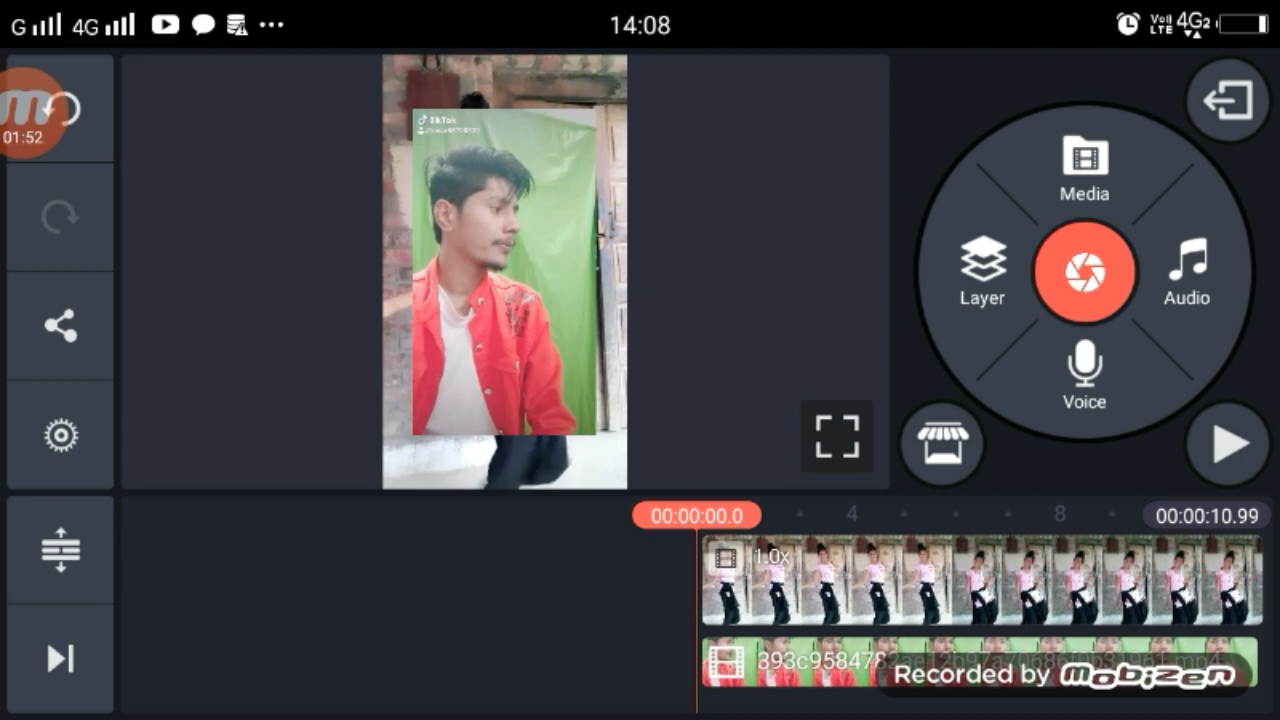 G 4G 14:08 Voll LTE 4G2
01:52
TikTok
Media
Layer
Audio
Voice
00:00:00.0 4 8 00:00:10.99
1.0x
Recorded by mobizen